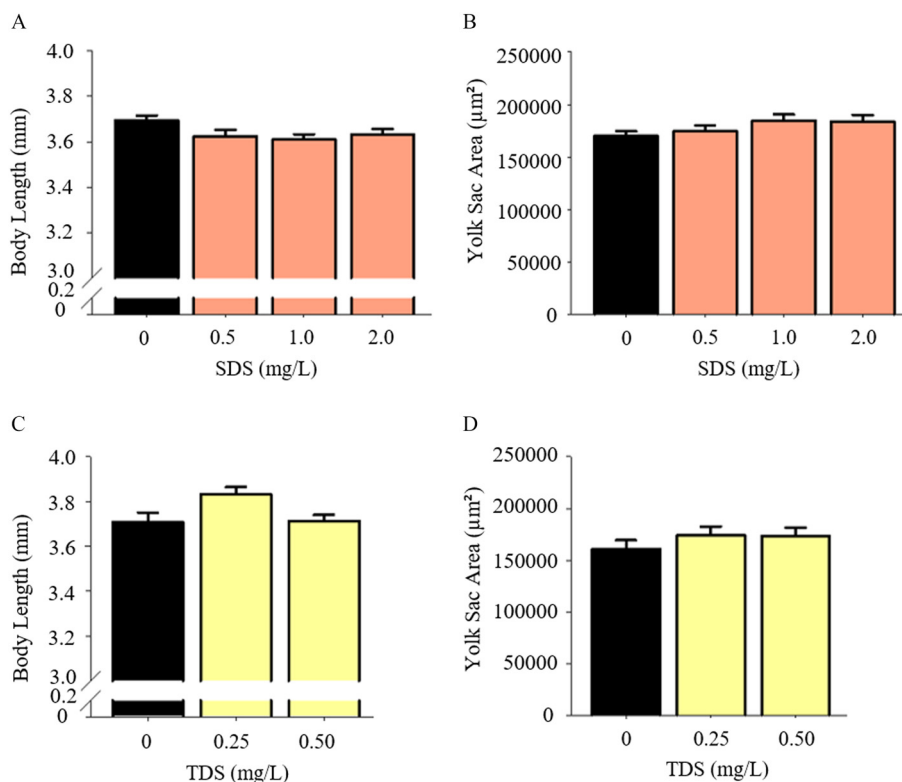 A
Body Length (mm)
4.0
3.8
3.6
3.4
3.2
3.0
0.2
0
0 0.5 1.0 2.0
SDS (mg/L)
B
Yolk Sac Area (µm²)
250000
200000
150000
100000
50000
0
0 0.5 1.0 2.0
SDS (mg/L)
C
Body Length (mm)
4.0
3.8
3.6
3.4
3.2
3.0
0.2
0
0 0.25 0.50
TDS (mg/L)
D
Yolk Sac Area (µm²)
250000
200000
150000
100000
50000
0
0 0.25 0.50
TDS (mg/L)